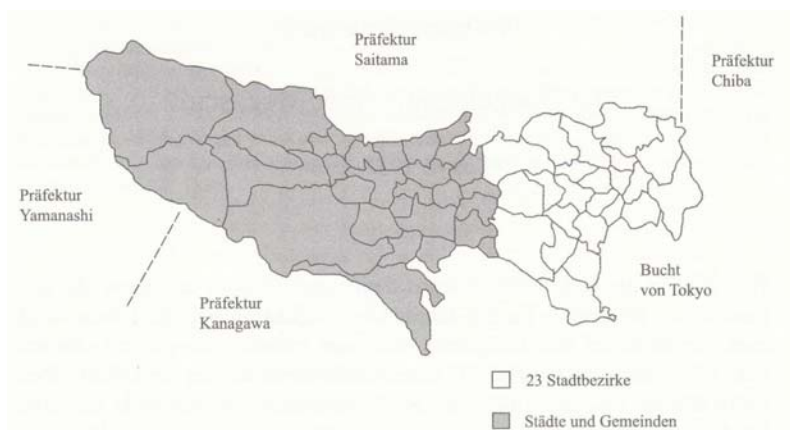 Präfektur
Saitama
Präfektur
Chiba
Präfektur
Yamanashi
Präfektur
Kanagawa
Bucht
von Tokyo
23 Stadtbezirke
Städte und Gemeinden